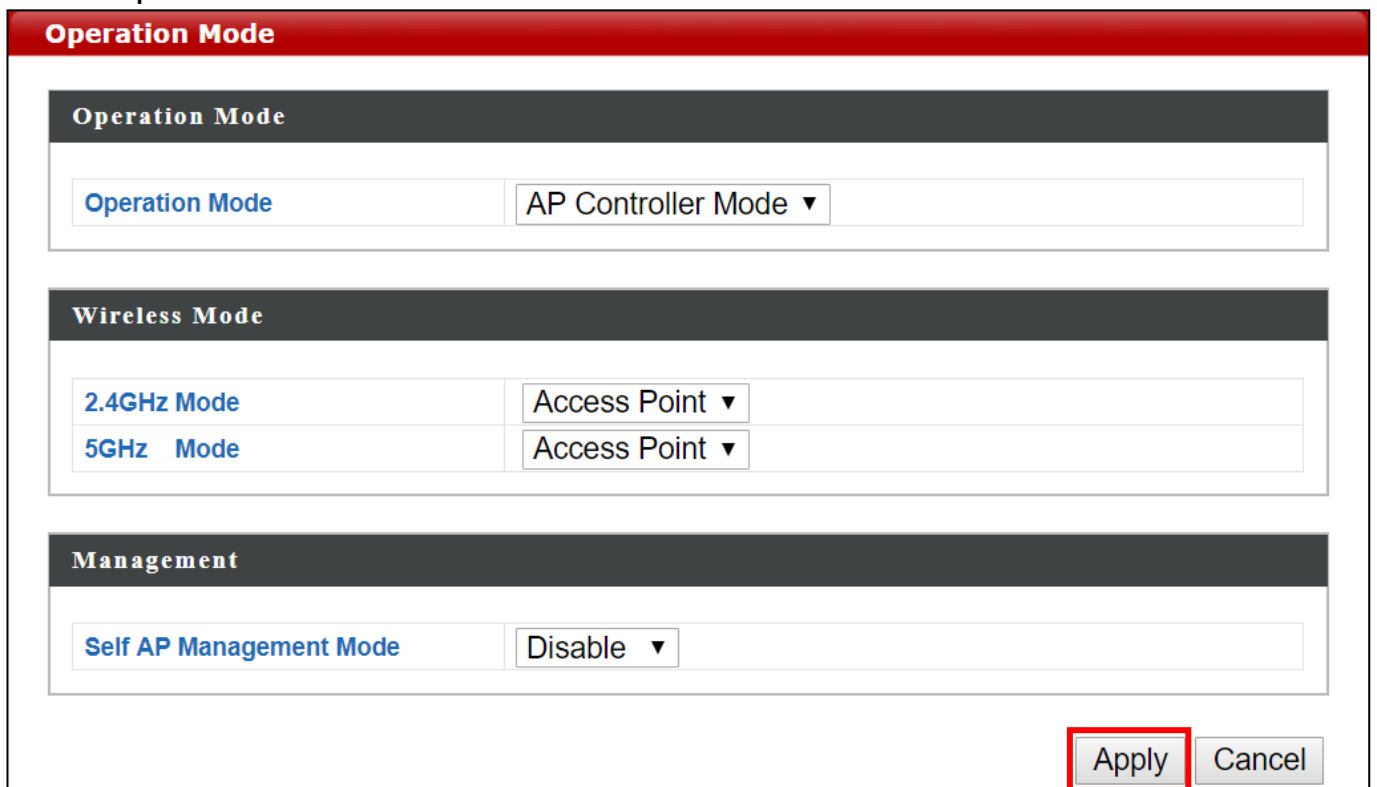 Operation Mode
Operation Mode
Operation Mode AP Controller Mode ▼
Wireless Mode
2.4GHz Mode Access Point ▼
5GHz Mode Access Point ▼
Management
Self AP Management Mode Disable ▼
Apply Cancel